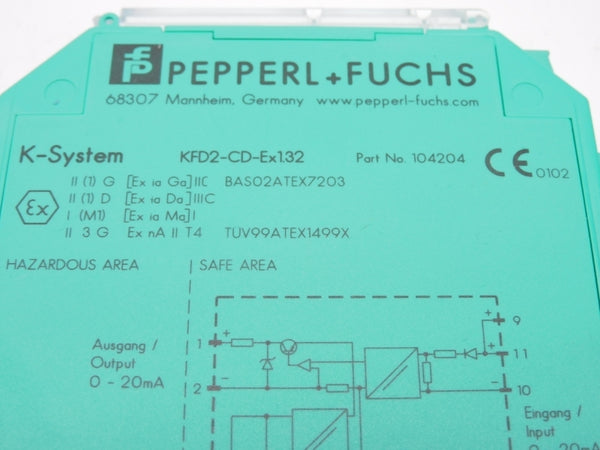 PEPPERL+FUCHS
68307 Mannheim, Germany www.pepperl-fuchs.com
K-System KFD2-CD-Ex1.32 Part No. 104204 CE 0102
Ex
II (1) G [Ex ia Ga] IIC BAS02ATEX7203
II (1) D [Ex ia Da] IIIC
I (M1) [Ex ia Ma] I
II 3 G Ex nA II T4 TUV99ATEX1499X
HAZARDOUS AREA SAFE AREA
Ausgang /
Output
0 - 20mA
1 +
2 -
9
+ 11
- 10
Eingang /
Input
0 - 20mA